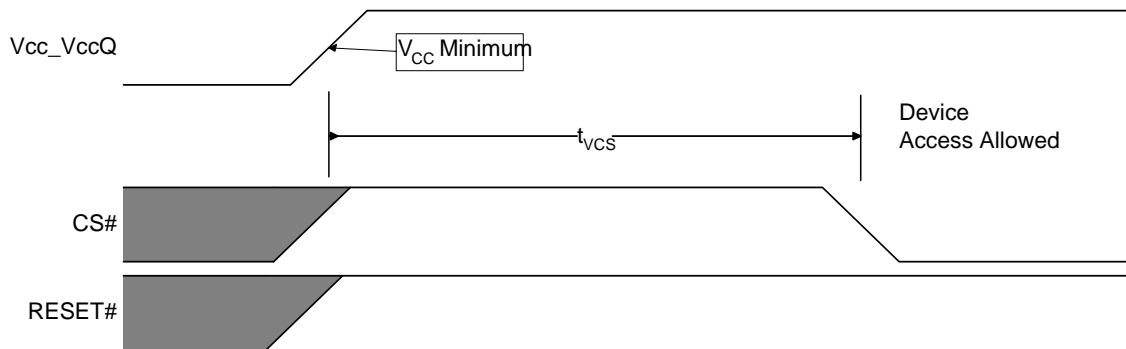 Vcc_VccQ
VCC Minimum
tVCS
Device
Access Allowed
CS#
RESET#